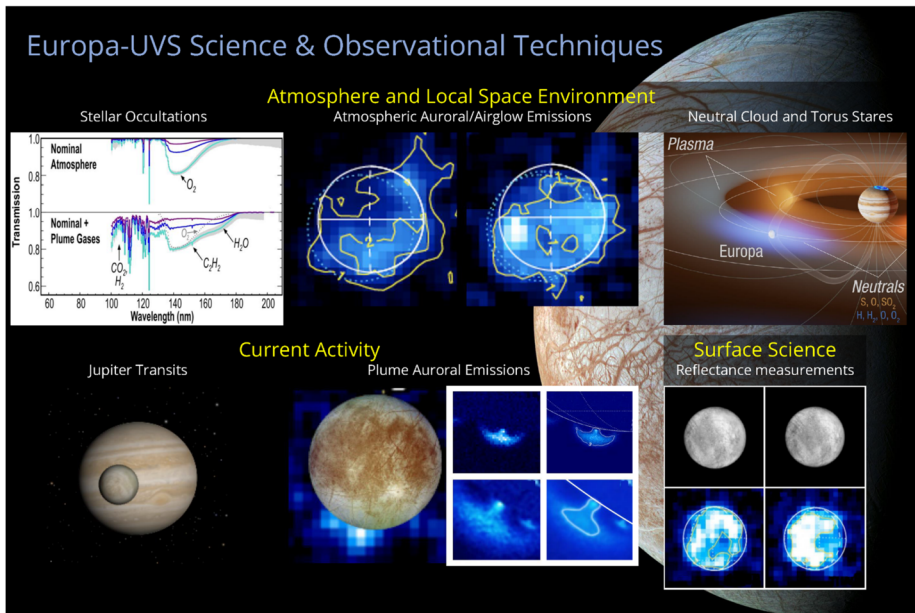 Europa-UVS Science & Observational Techniques
Atmosphere and Local Space Environment
Stellar Occultations
Atmospheric Auroral/Airglow Emissions
Neutral Cloud and Torus Stares
Transmission
1.0
0.8
1.0
0.8
0.6
Nominal
Atmosphere
O₂
Nominal +
Plume Gases
O₂
H₂O
C₂H₂
CO₂,
H₂
60
80
100
120
140
160
180
200
Wavelength (nm)
2
1
Plasma
Europa
Neutrals
S, O, SO₂
H, H₂, O, O₂
Current Activity
Surface Science
Jupiter Transits
Plume Auroral Emissions
Reflectance measurements